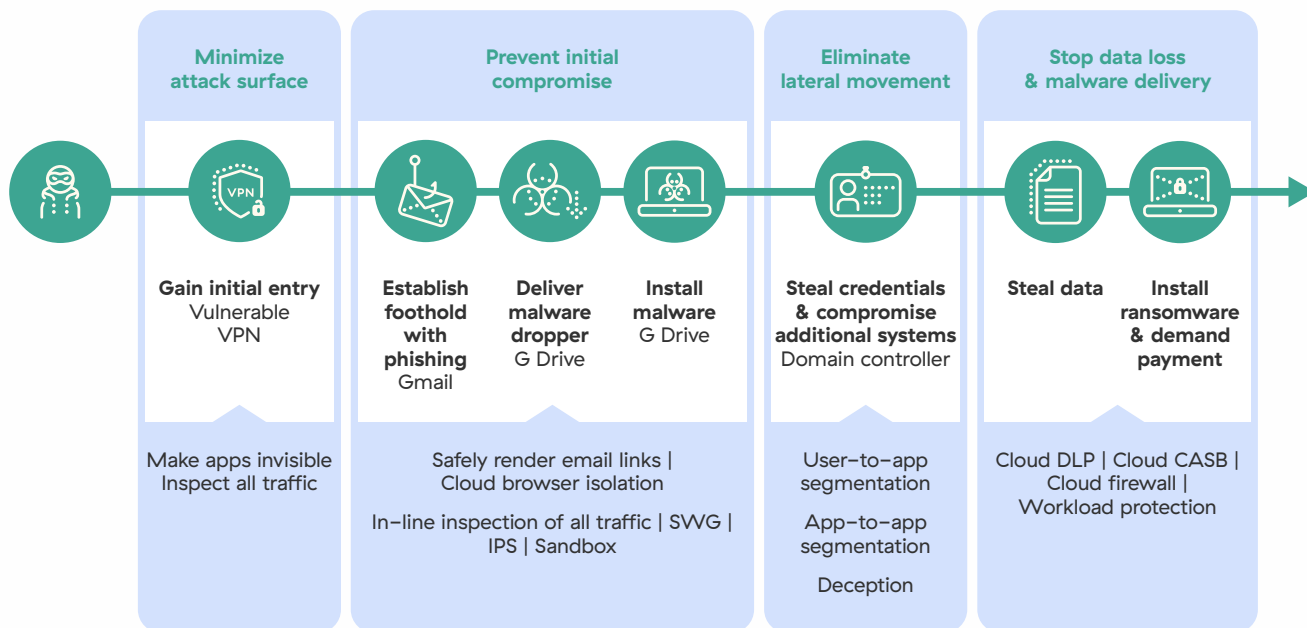 Minimize
attack surface
Prevent initial
compromise
Eliminate
lateral movement
Stop data loss
& malware delivery
VPN
Gain initial entry
Vulnerable
VPN
Establish
foothold
with
phishing
Gmail
Deliver
malware
dropper
G Drive
Install
malware
G Drive
Steal credentials
& compromise
additional systems
Domain controller
Steal data
Install
ransomware
& demand
payment
Make apps invisible
Inspect all traffic
Safely render email links |
Cloud browser isolation
In-line inspection of all traffic | SWG |
IPS | Sandbox
User-to-app
segmentation
App-to-app
segmentation
Deception
Cloud DLP | Cloud CASB |
Cloud firewall |
Workload protection